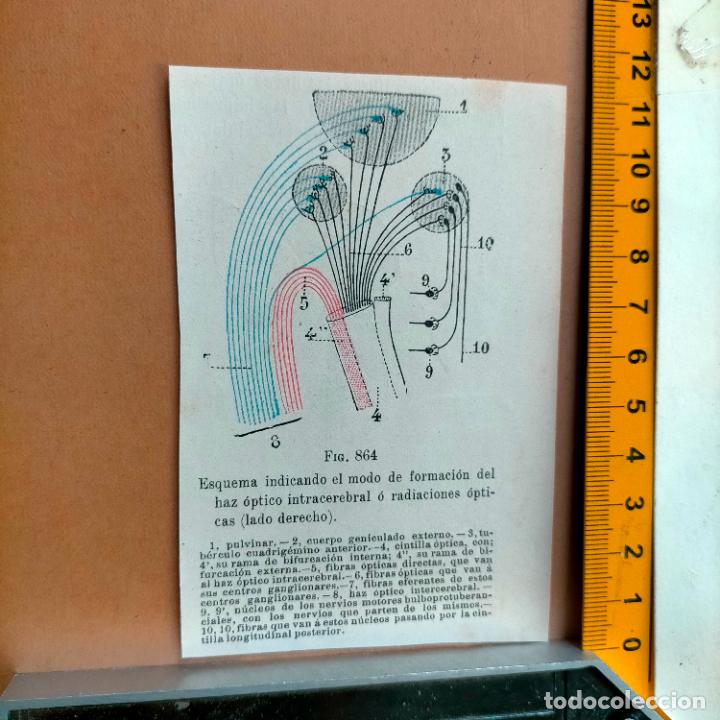 1
2
3
6
10
9
4'
5
4''
10
9
4
7
8
FIG. 864
Esquema indicando el modo de formación del
haz óptico intracerebral ó radiaciones ópti-
cas (lado derecho).
1, pulvinar. — 2, cuerpo geniculado externo. — 3, tu-
bérculo cuadrigémino anterior. — 4, cintilla óptica, con;
4', su rama de bifurcación interna; 4'', su rama de bi-
furcación externa. — 5, fibras ópticas directas, que van
al haz óptico intracerebral. — 6, fibras ópticas que van á
sus centros ganglionares. — 7, fibras eferentes de estos
centros ganglionares. — 8, haz óptico intercerebral. —
9, 9', núcleos de los nervios motores bulboprotuberan-
ciales, con los nervios que parten de los mismos. —
10, 10, fibras que van á estos núcleos pasando por la cin-
tilla longitudinal posterior.
13
12
11
10
9
8
7
6
5
4
3
2
1
0
todocoleccion